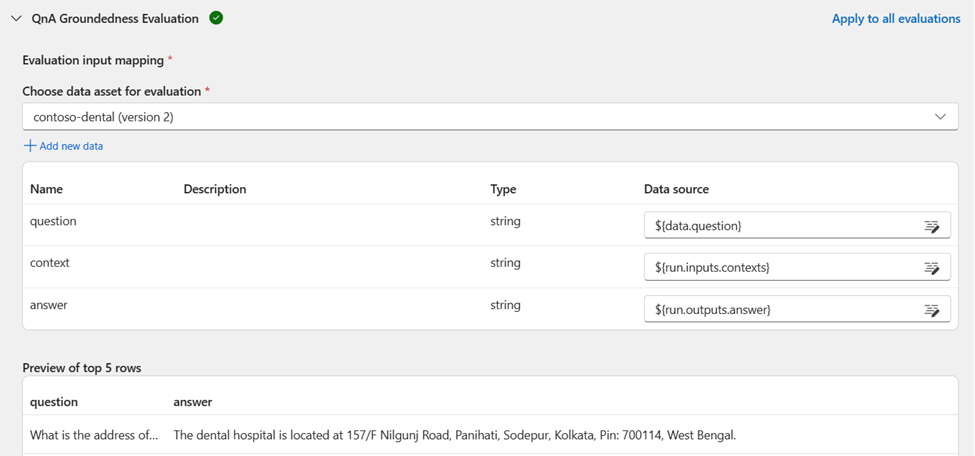 QnA Groundedness Evaluation Apply to all evaluations
Evaluation input mapping *
Choose data asset for evaluation *
contoso-dental (version 2)
+ Add new data
Name Description Type Data source
question string ${data.question}
context string ${run.inputs.contexts}
answer string ${run.outputs.answer}
Preview of top 5 rows
question answer
What is the address of... The dental hospital is located at 157/F Nilgunj Road, Panihati, Sodepur, Kolkata, Pin: 700114, West Bengal.